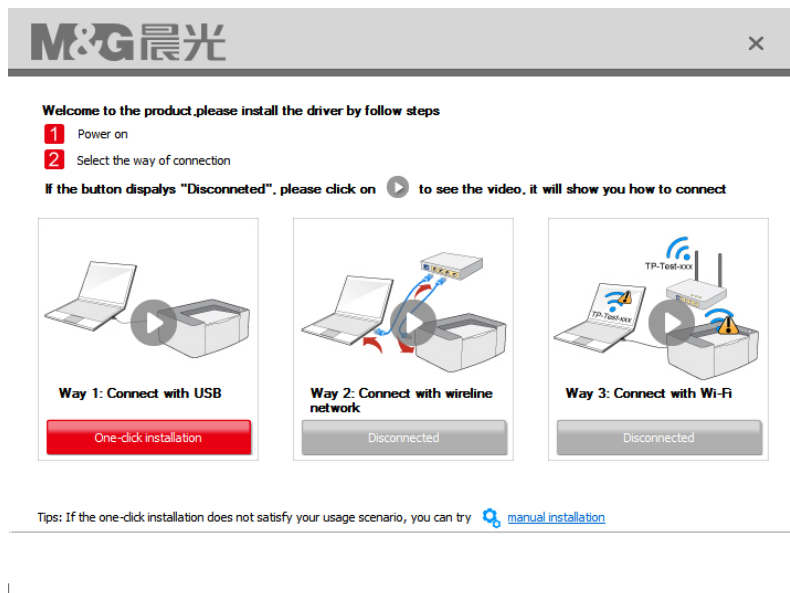 M&G晨光
Welcome to the product,please install the driver by follow steps
1 Power on
2 Select the way of connection
If the button dispalys "Disconneted", please click on to see the video, it will show you how to connect
TP-Test-xxx
TP-Test-xxx
Way 1: Connect with USB
Way 2: Connect with wireline
network
Way 3: Connect with Wi-Fi
One-click installation
Disconnected
Disconnected
Tips: If the one-click installation does not satisfy your usage scenario, you can try manual installation